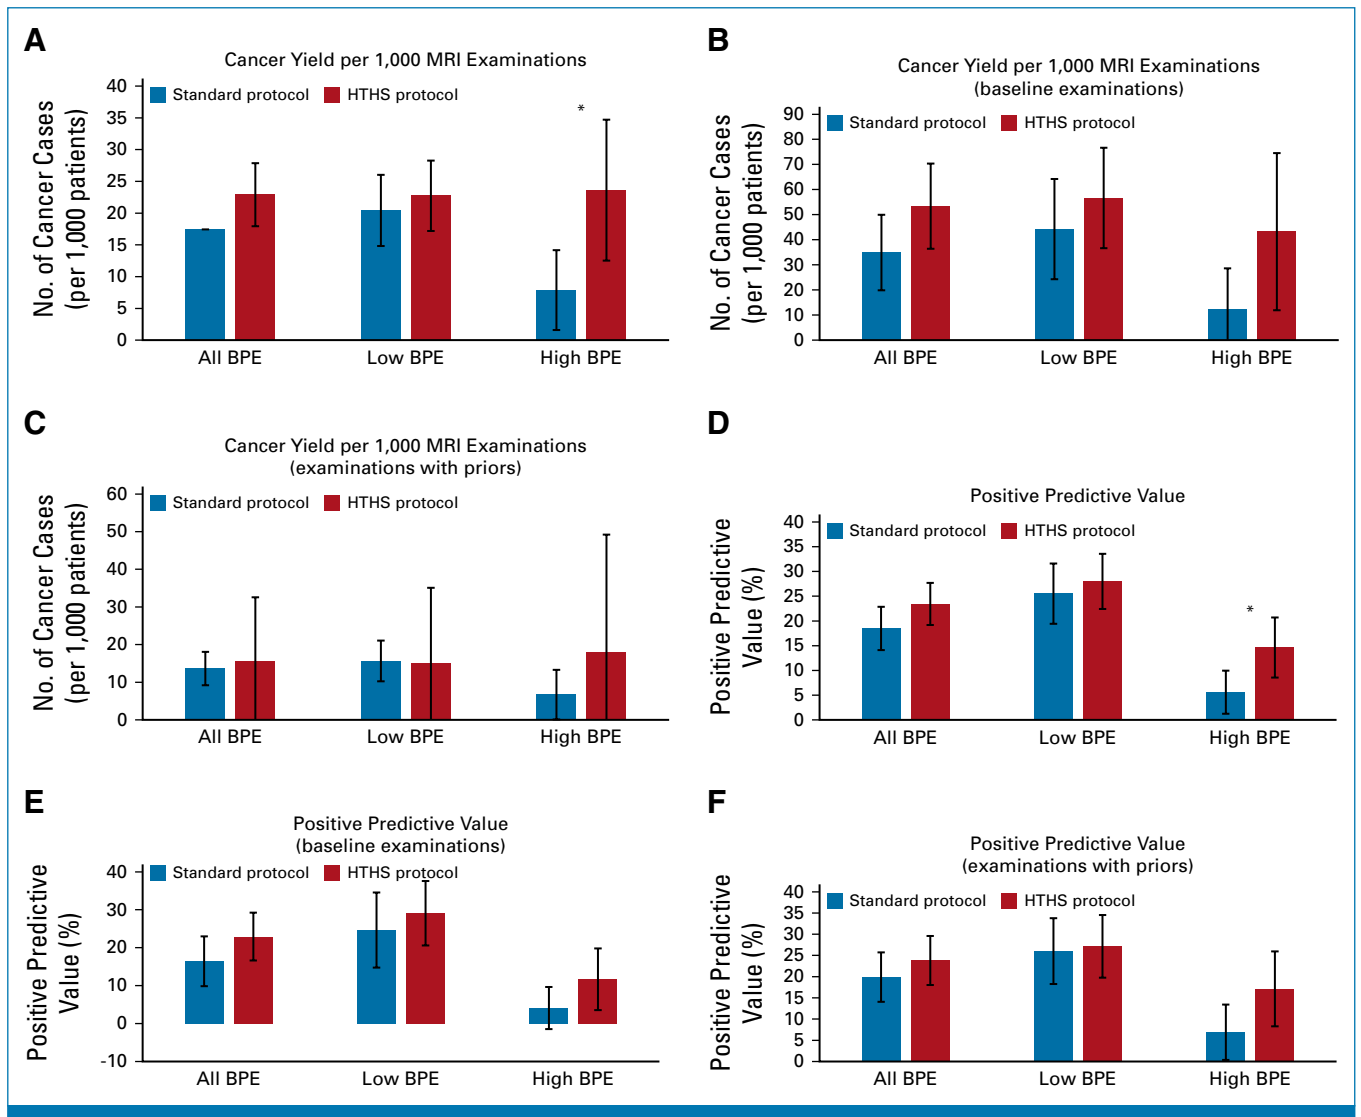 A
Cancer Yield per 1,000 MRI Examinations
Standard protocol
HTHS protocol
No. of Cancer Cases
(per 1,000 patients)
40
35
30
25
20
15
10
5
0
*
All BPE
Low BPE
High BPE
B
Cancer Yield per 1,000 MRI Examinations
(baseline examinations)
Standard protocol
HTHS protocol
No. of Cancer Cases
(per 1,000 patients)
90
80
70
60
50
40
30
20
10
0
All BPE
Low BPE
High BPE
C
Cancer Yield per 1,000 MRI Examinations
(examinations with priors)
Standard protocol
HTHS protocol
No. of Cancer Cases
(per 1,000 patients)
60
50
40
30
20
10
0
All BPE
Low BPE
High BPE
D
Positive Predictive Value
Standard protocol
HTHS protocol
Positive Predictive
Value (%)
40
35
30
25
20
15
10
5
0
*
All BPE
Low BPE
High BPE
E
Positive Predictive Value
(baseline examinations)
Standard protocol
HTHS protocol
Positive Predictive
Value (%)
40
30
20
10
0
-10
All BPE
Low BPE
High BPE
F
Positive Predictive Value
(examinations with priors)
Standard protocol
HTHS protocol
Positive Predictive
Value (%)
40
35
30
25
20
15
10
5
0
All BPE
Low BPE
High BPE